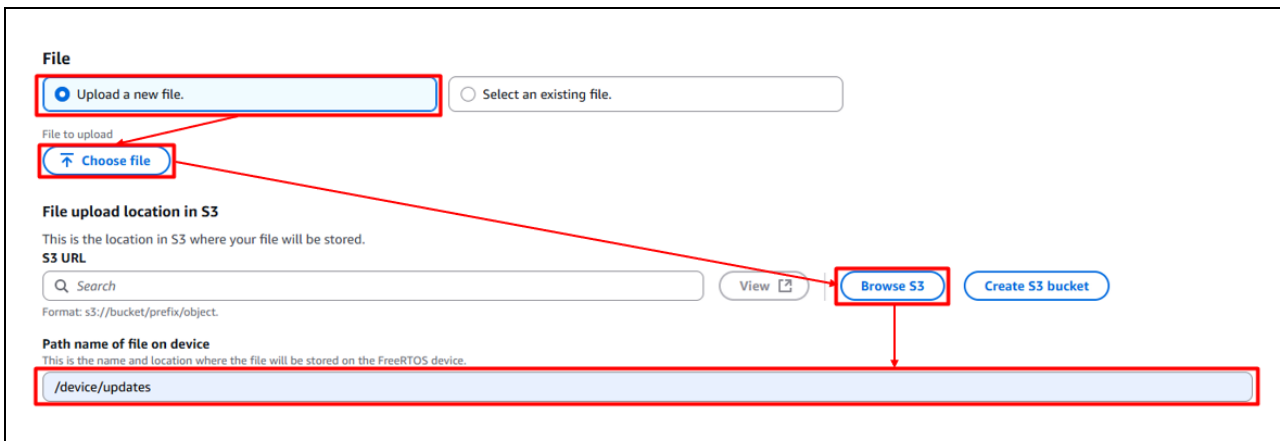 File
Upload a new file.
Select an existing file.
File to upload
Choose file
File upload location in S3
This is the location in S3 where your file will be stored.
S3 URL
Search
View
Browse S3
Create S3 bucket
Format: s3://bucket/prefix/object.
Path name of file on device
This is the name and location where the file will be stored on the FreeRTOS device.
/device/updates